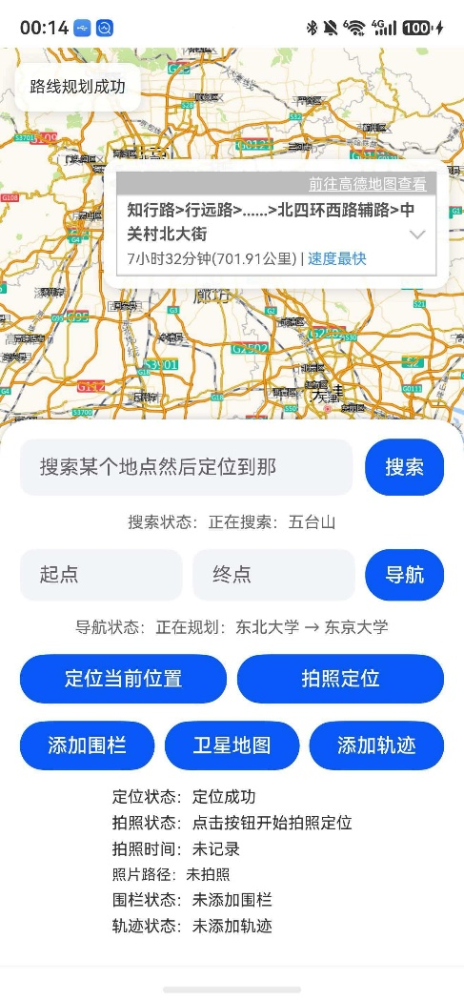 00:14
4G
100
路线规划成功
前往高德地图查看
知行路>行远路>......>北四环西路辅路>中
关村北大街
7小时32分钟(701.91公里) | 速度最快
廊坊
G2
S3901
G2502
天津
搜索某个地点然后定位到那
搜索
搜索状态：正在搜索：五台山
起点
终点
导航
导航状态：正在规划：东北大学 → 东京大学
定位当前位置
拍照定位
添加围栏
卫星地图
添加轨迹
定位状态：定位成功
拍照状态：点击按钮开始拍照定位
拍照时间：未记录
照片路径：未拍照
围栏状态：未添加围栏
轨迹状态：未添加轨迹